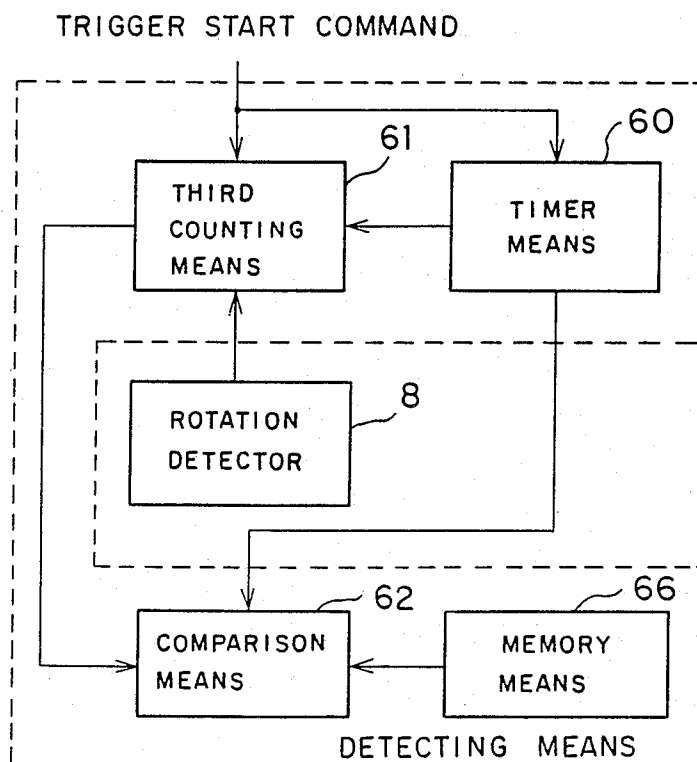 TRIGGER START COMMAND
61
60
THIRD
COUNTING
MEANS
TIMER
MEANS
8
ROTATION
DETECTOR
62
66
COMPARISON
MEANS
MEMORY
MEANS
DETECTING MEANS